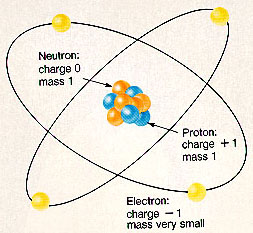 Neutron:
charge 0
mass 1
Proton:
charge + 1
mass 1
Electron:
charge − 1
mass very small